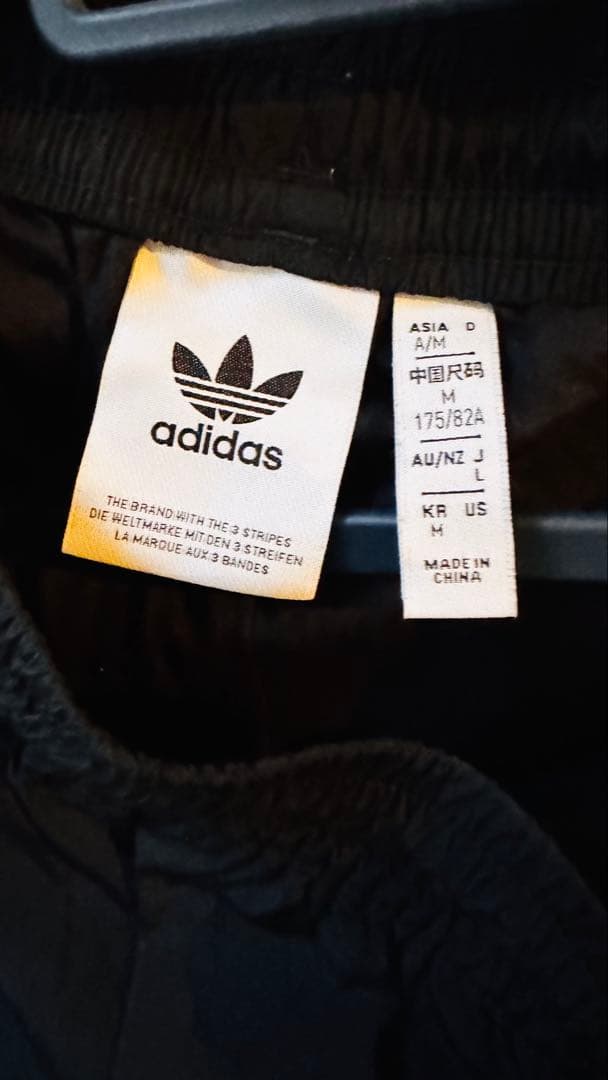 adidas
THE BRAND WITH THE 3 STRIPES
DIE WELTMARKE MIT DEN 3 STREIFEN
LA MARQUE AUX 3 BANDES
ASIA D
A/M
中国尺码
M
175/82A
AU/NZ J
L
KR US
M
MADE IN
CHINA